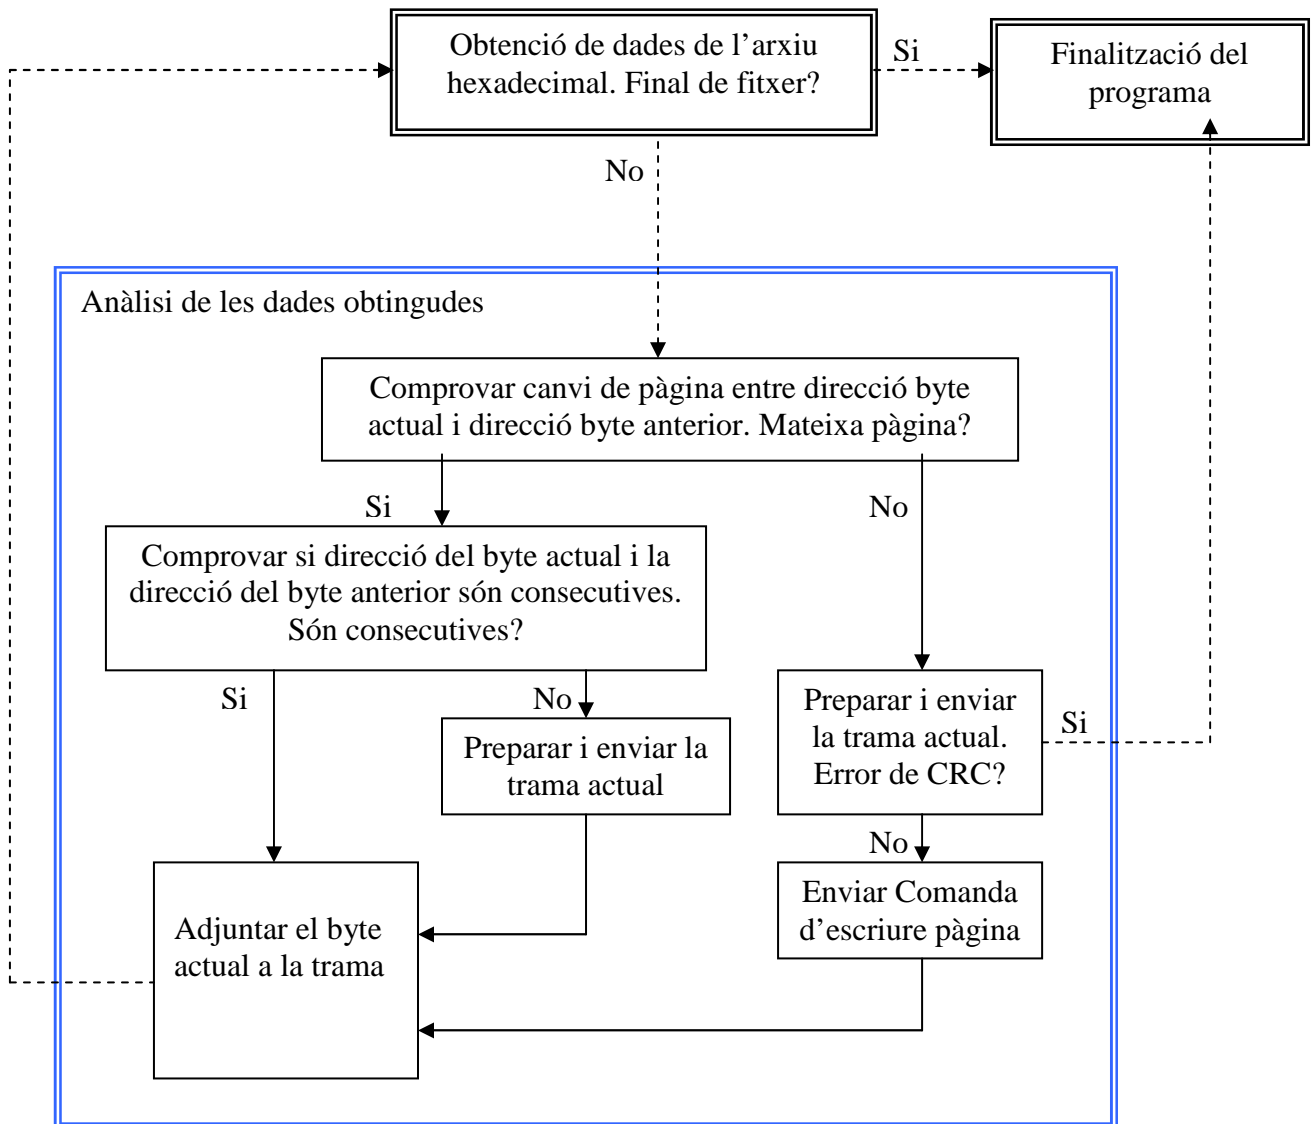 Obtenció de dades de l’arxiu
hexadecimal. Final de fitxer?
Si
Finalització del
programa
No
Anàlisi de les dades obtingudes
Comprovar canvi de pàgina entre direcció byte
actual i direcció byte anterior. Mateixa pàgina?
Si
No
Comprovar si direcció del byte actual i la
direcció del byte anterior són consecutives.
Són consecutives?
Si
No
Preparar i enviar la
trama actual
Preparar i enviar
la trama actual.
Error de CRC?
Si
No
Adjuntar el byte
actual a la trama
Enviar Comanda
d’escriure pàgina